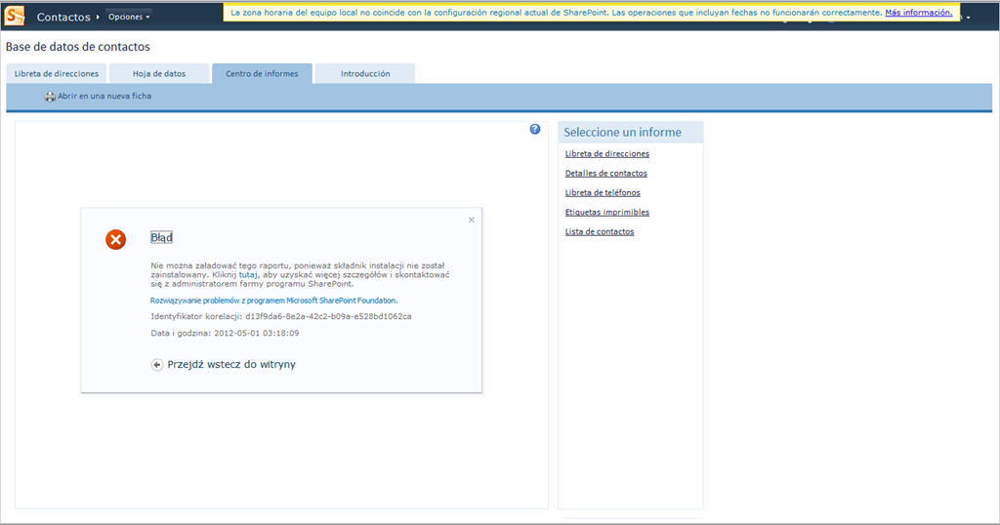 Contactos
Opciones
La zona horaria del equipo local no coincide con la configuración regional actual de SharePoint. Las operaciones que incluyan fechas no funcionarán correctamente. Más información.
Base de datos de contactos
Libreta de direcciones
Hoja de datos
Centro de informes
Introducción
Abrir en una nueva ficha
Seleccione un informe
Libreta de direcciones
Detalles de contactos
Libreta de teléfonos
Etiquetas imprimibles
Lista de contactos
Błąd
Nie można załadować tego raportu, ponieważ składnik instalacji nie został
zainstalowany. Kliknij tutaj, aby uzyskać więcej szczegółów i skontaktować
się z administratorem farmy programu SharePoint.
Rozwiązywanie problemów z programem Microsoft SharePoint Foundation.
Identyfikator korelacji: d13f9da6-8e2a-42c2-b09a-e528bd1062ca
Data i godzina: 2012-05-01 03:18:09
Przejdź wstecz do witryny